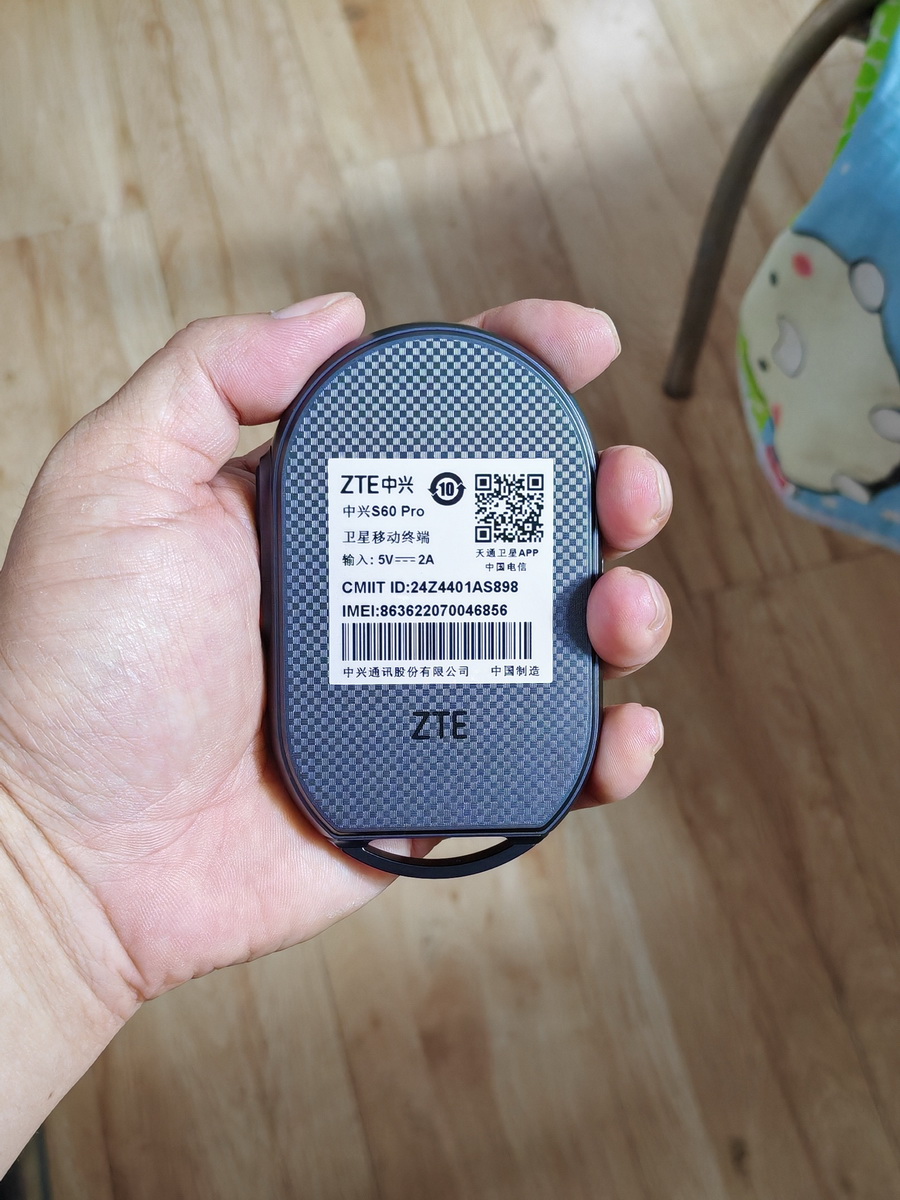 ZTE中兴
10
中兴S60 Pro
卫星移动终端
输入: 5V⎓2A
天通卫星APP
中国电信
CMIIT ID:24Z4401AS898
IMEI:863622070046856
中兴通讯股份有限公司 中国制造
ZTE